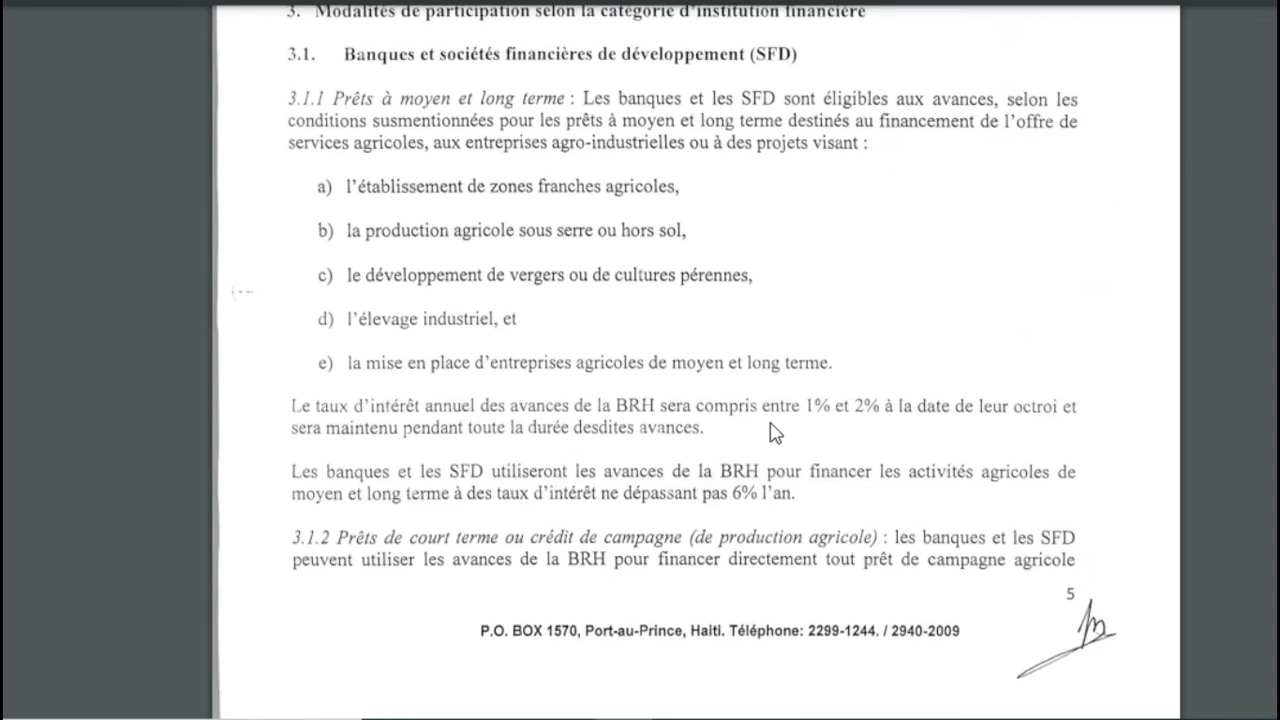 3. Modalités de participation selon la catégorie d'institution financière
3.1. Banques et sociétés financières de développement (SFD)
3.1.1 Prêts à moyen et long terme : Les banques et les SFD sont éligibles aux avances, selon les
conditions susmentionnées pour les prêts à moyen et long terme destinés au financement de l'offre de
services agricoles, aux entreprises agro-industrielles ou à des projets visant :
a) l'établissement de zones franches agricoles,
b) la production agricole sous serre ou hors sol,
c) le développement de vergers ou de cultures pérennes,
d) l'élevage industriel, et
e) la mise en place d'entreprises agricoles de moyen et long terme.
Le taux d'intérêt annuel des avances de la BRH sera compris entre 1% et 2% à la date de leur octroi et
sera maintenu pendant toute la durée desdites avances.
Les banques et les SFD utiliseront les avances de la BRH pour financer les activités agricoles de
moyen et long terme à des taux d'intérêt ne dépassant pas 6% l'an.
3.1.2 Prêts de court terme ou crédit de campagne (de production agricole) : les banques et les SFD
peuvent utiliser les avances de la BRH pour financer directement tout prêt de campagne agricole
5
P.O. BOX 1570, Port-au-Prince, Haiti. Téléphone: 2299-1244. / 2940-2009